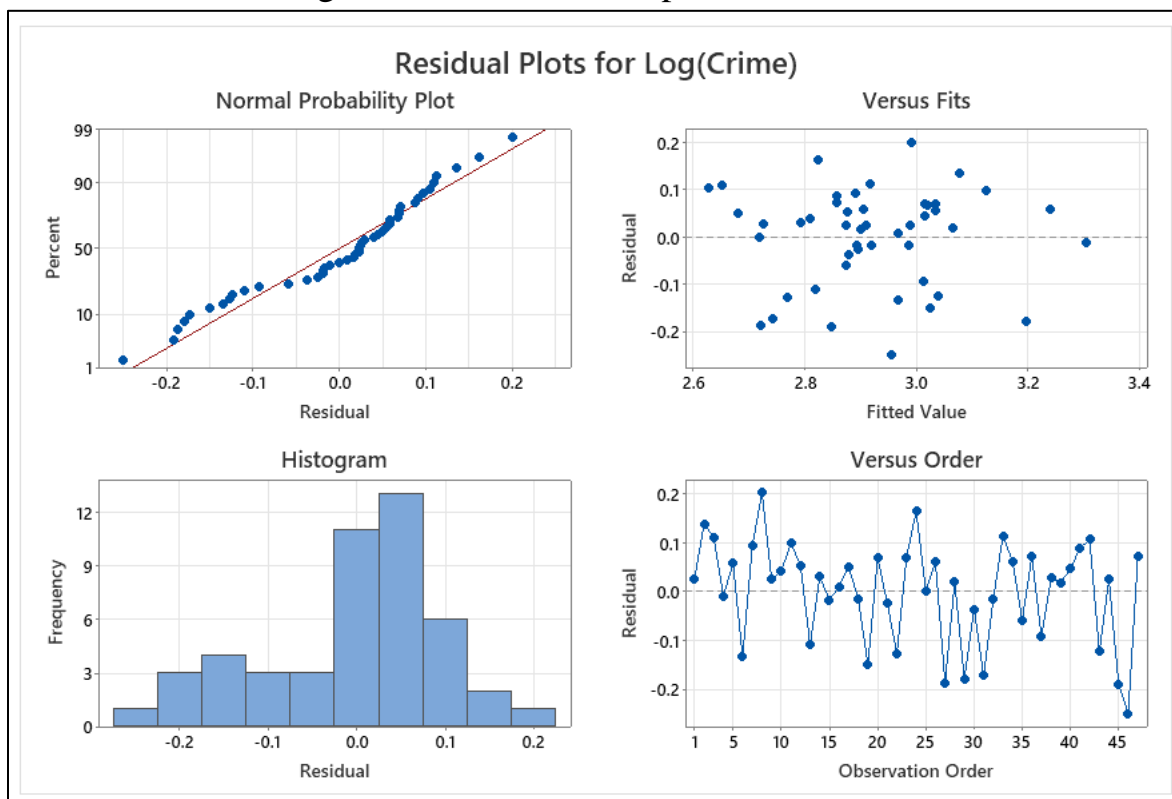 Residual Plots for Log(Crime)
Normal Probability Plot
99
90
50
10
1
Percent
-0.2 -0.1 0.0 0.1 0.2
Residual
Versus Fits
0.2
0.1
0.0
-0.1
-0.2
Residual
2.6 2.8 3.0 3.2 3.4
Fitted Value
Histogram
12
9
6
3
0
Frequency
-0.2 -0.1 0.0 0.1 0.2
Residual
Versus Order
0.2
0.1
0.0
-0.1
-0.2
Residual
1 5 10 15 20 25 30 35 40 45
Observation Order